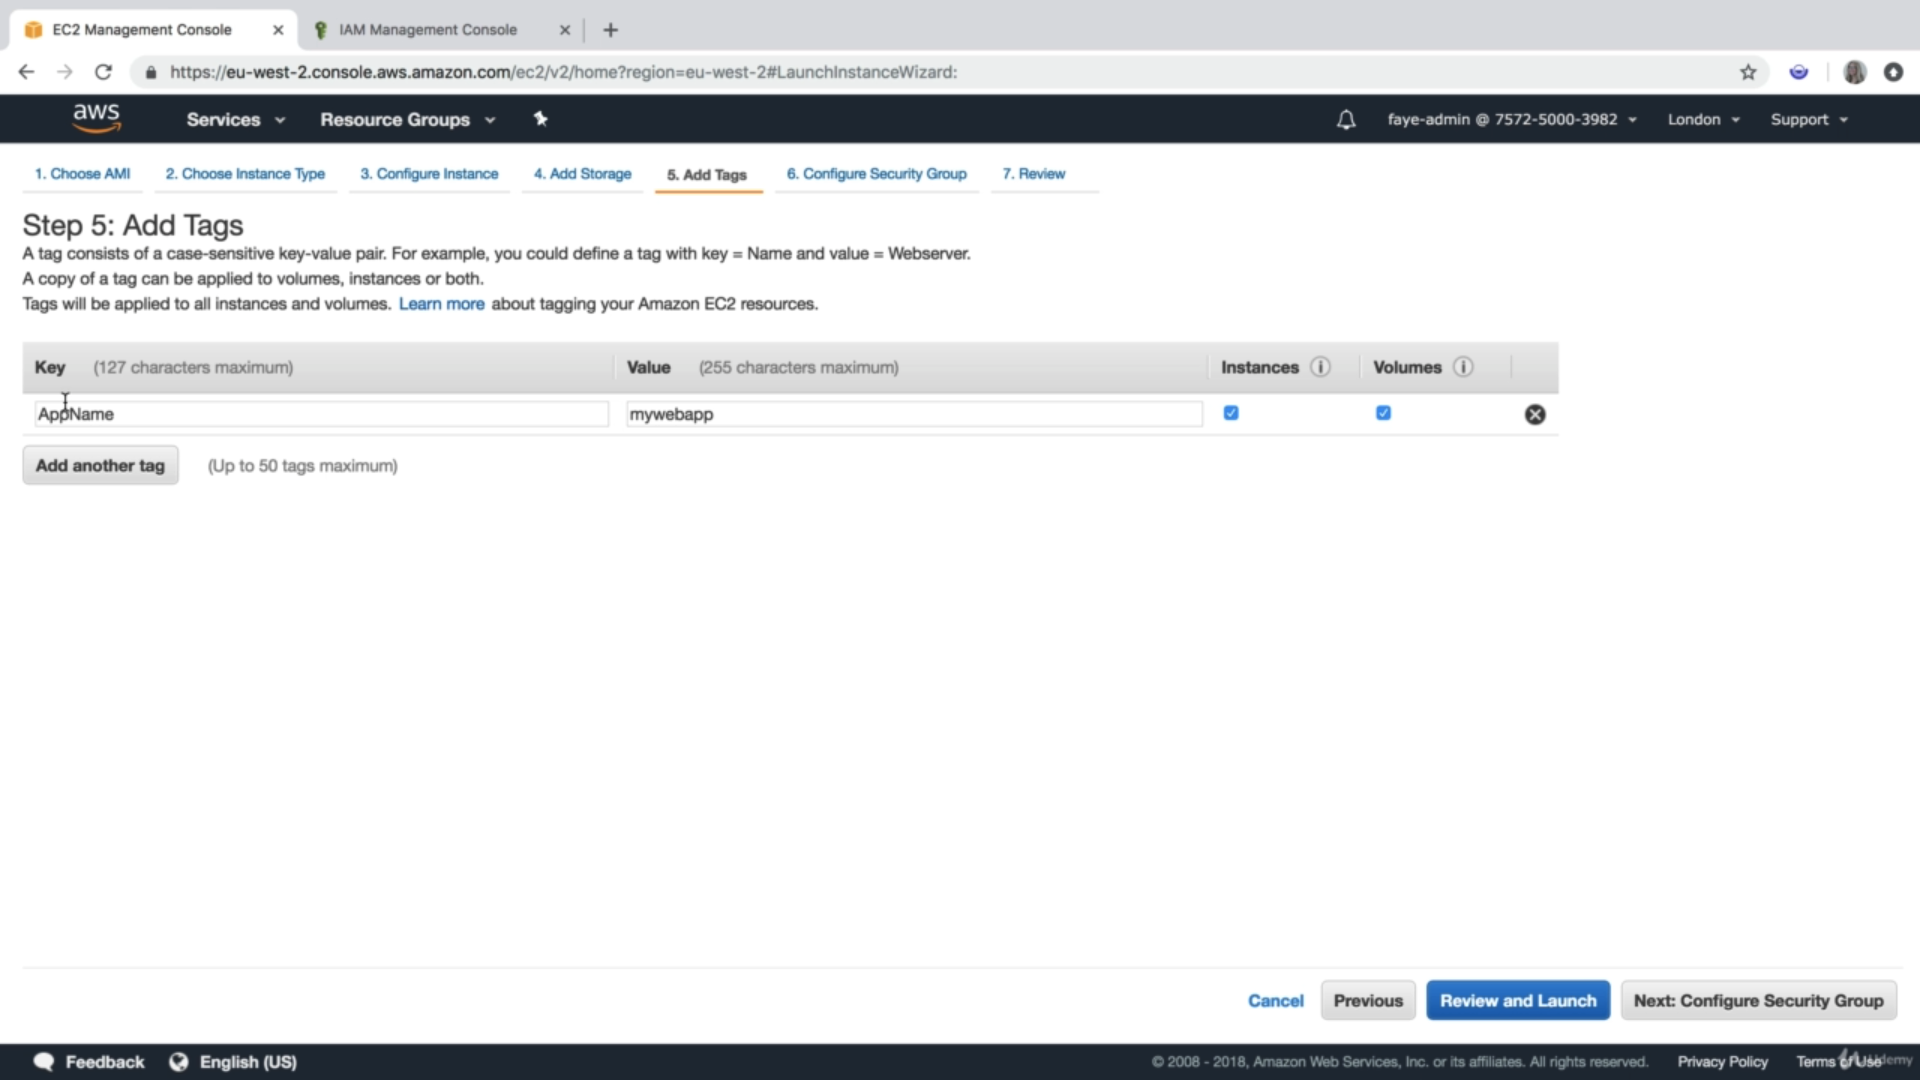 EC2 Management Console
IAM Management Console
https://eu-west-2.console.aws.amazon.com/ec2/v2/home?region=eu-west-2#LaunchInstanceWizard:
aws Services Resource Groups faye-admin @ 7572-5000-3982 London Support
1. Choose AMI 2. Choose Instance Type 3. Configure Instance 4. Add Storage 5. Add Tags 6. Configure Security Group 7. Review
Step 5: Add Tags
A tag consists of a case-sensitive key-value pair. For example, you could define a tag with key = Name and value = Webserver.
A copy of a tag can be applied to volumes, instances or both.
Tags will be applied to all instances and volumes. Learn more about tagging your Amazon EC2 resources.
Key (127 characters maximum) Value (255 characters maximum) Instances Volumes
AppName mywebapp
Add another tag (Up to 50 tags maximum)
Cancel Previous Review and Launch Next: Configure Security Group
Feedback English (US) © 2008 - 2018, Amazon Web Services, Inc. or its affiliates. All rights reserved. Privacy Policy Terms of Use